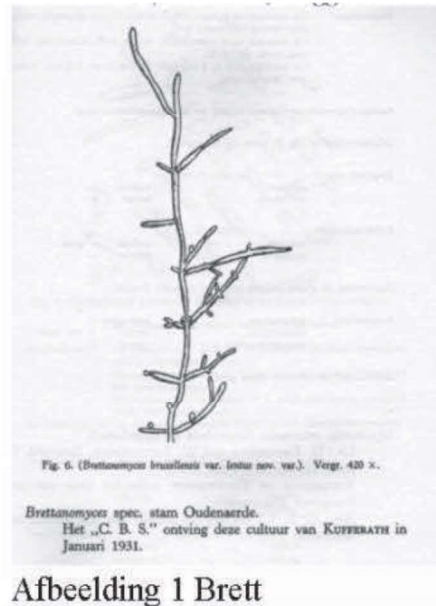 Fig. 6. (Brettanomyces bruxellensis var. lentus nov. var.). Vergr. 420 ×.
Brettanomyces spec. stam Oudenaerde.
Het „C. B. S.” ontving deze cultuur van KUFFERATH in
Januari 1931.
Afbeelding 1 Brett